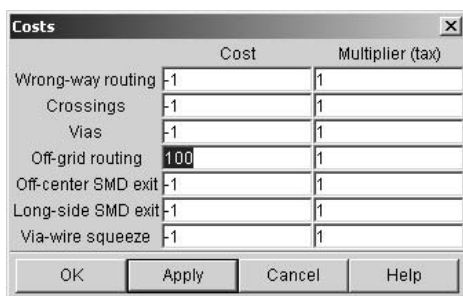 Costs
Cost Multiplier (tax)
Wrong-way routing -1 1
Crossings -1 1
Vias -1 1
Off-grid routing 100 1
Off-center SMD exit -1 1
Long-side SMD exit -1 1
Via-wire squeeze -1 1
OK Apply Cancel Help